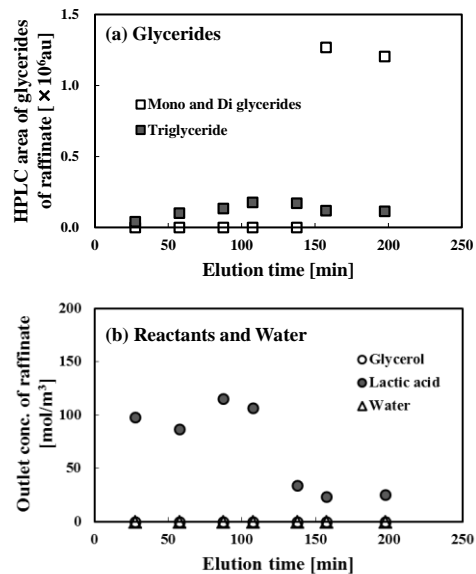 HPLC area of glycerides
of raffinate [×10⁶au]
1.5
1.0
0.5
0.0
(a) Glycerides
Mono and Di glycerides
Triglyceride
0 50 100 150 200 250
Elution time [min]
Outlet conc. of raffinate
[mol/m³]
200
150
100
50
0
(b) Reactants and Water
Glycerol
Lactic acid
Water
0 50 100 150 200 250
Elution time [min]